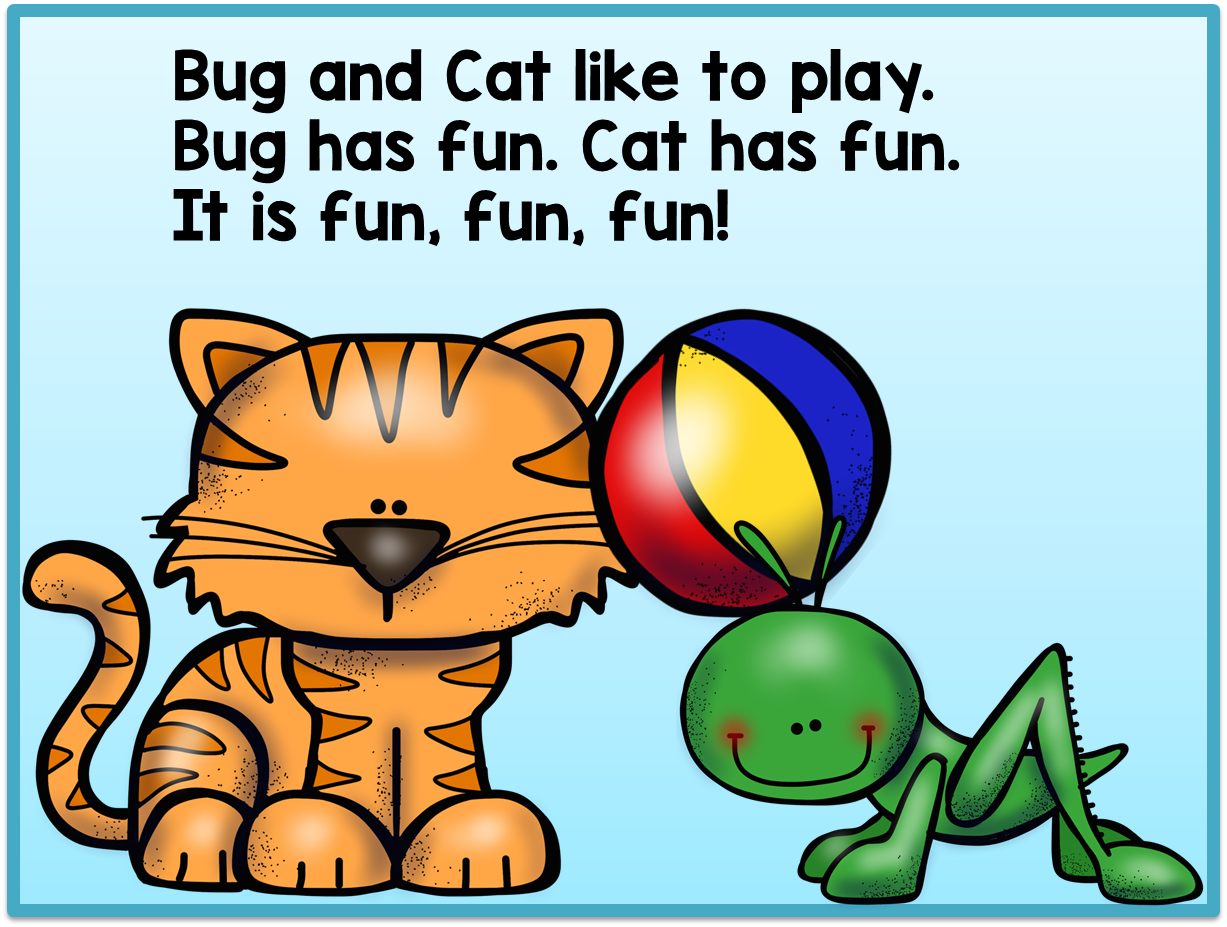 Bug and Cat like to play.
Bug has fun. Cat has fun.
It is fun, fun, fun!